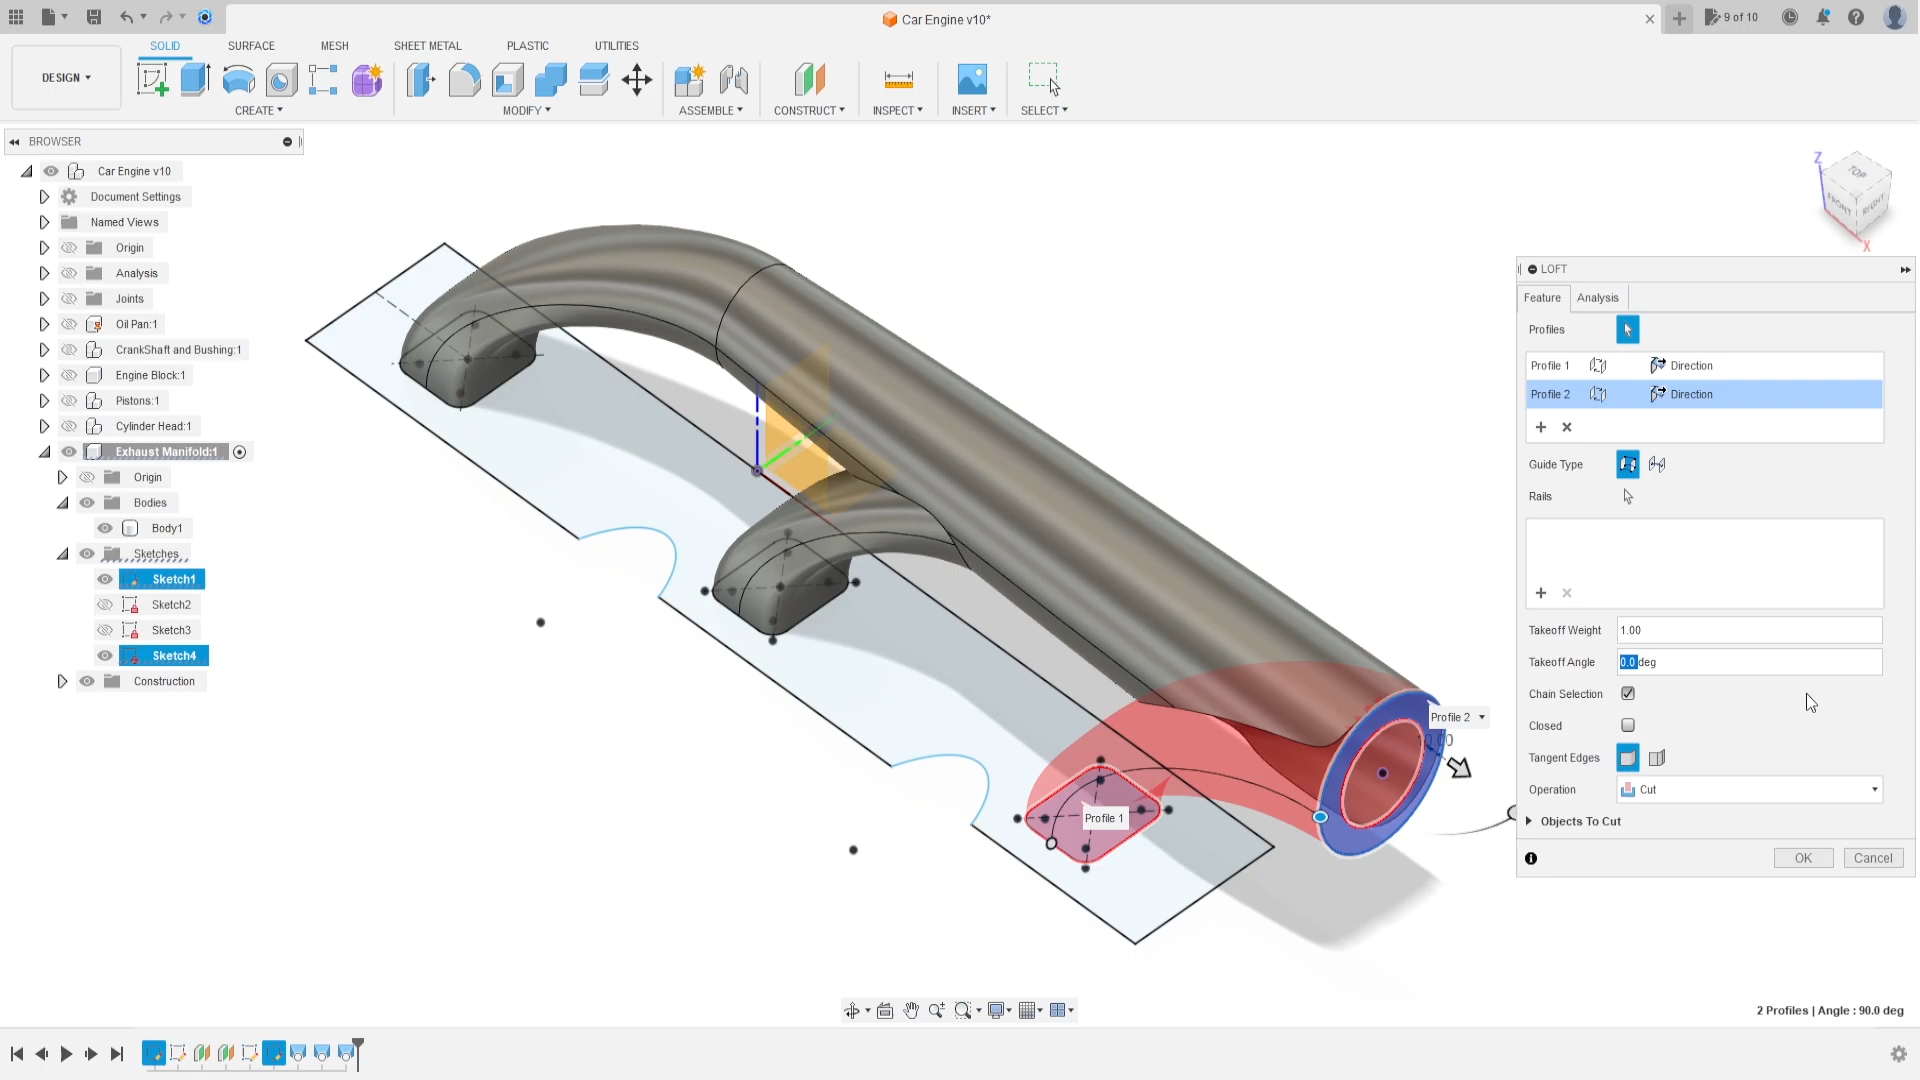 Car Engine v10*
9 of 10
SOLID
SURFACE
MESH
SHEET METAL
PLASTIC
UTILITIES
DESIGN
CREATE
MODIFY
ASSEMBLE
CONSTRUCT
INSPECT
INSERT
SELECT
BROWSER
Car Engine v10
Document Settings
Named Views
Origin
Analysis
Joints
Oil Pan:1
CrankShaft and Bushing:1
Engine Block:1
Pistons:1
Cylinder Head:1
Exhaust Manifold:1
Origin
Bodies
Body1
Sketches
Sketch1
Sketch2
Sketch3
Sketch4
Construction
Z
TOP
FRONT
RIGHT
X
Profile 1
Profile 2
LOFT
Feature
Analysis
Profiles
Profile 1 Direction
Profile 2 Direction
Guide Type
Rails
Takeoff Weight 1.00
Takeoff Angle 0.0 deg
Chain Selection
Closed
Tangent Edges
Operation Cut
Objects To Cut
OK
Cancel
2 Profiles | Angle : 90.0 deg